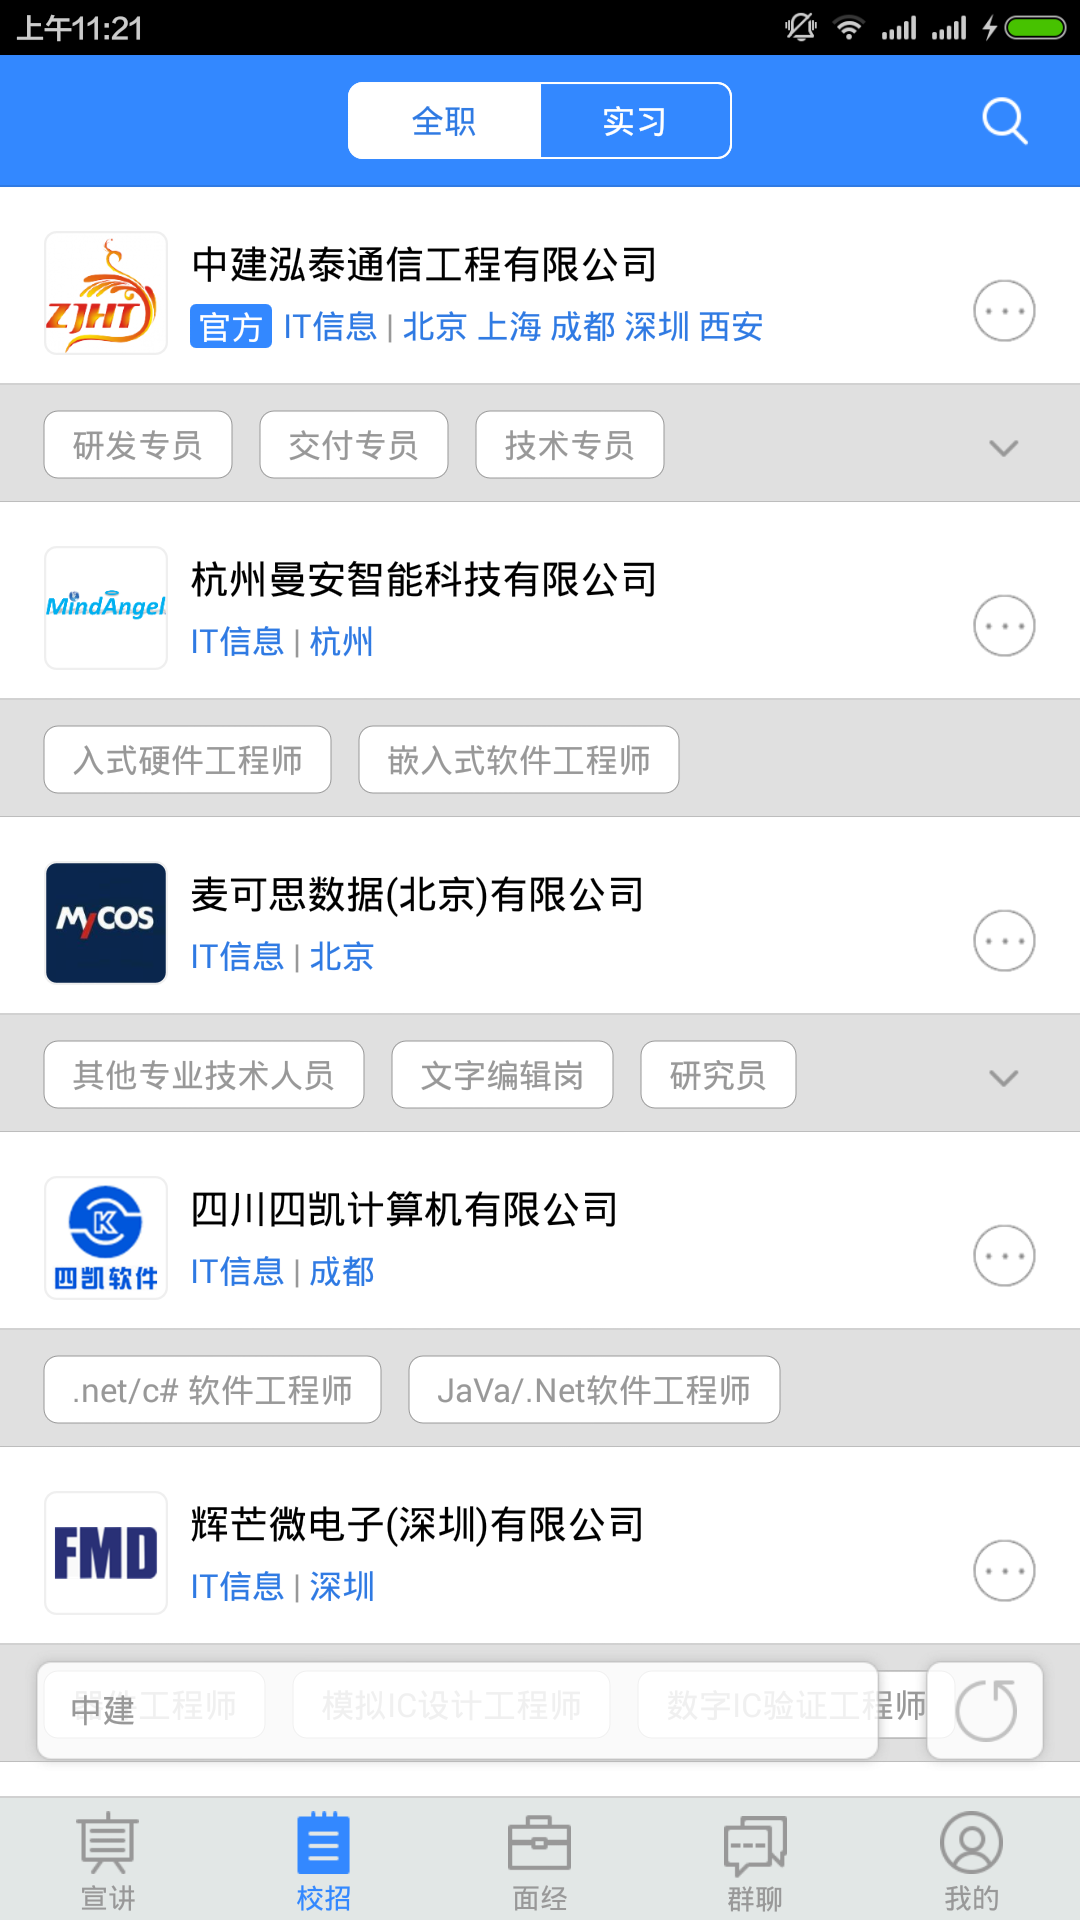 上午11:21
全职 实习
ZJHT
中建泓泰通信工程有限公司
官方 IT信息 | 北京 上海 成都 深圳 西安
研发专员 交付专员 技术专员
MindAngel
杭州曼安智能科技有限公司
IT信息 | 杭州
入式硬件工程师 嵌入式软件工程师
MyCOS
麦可思数据(北京)有限公司
IT信息 | 北京
其他专业技术人员 文字编辑岗 研究员
K
四凯软件
四川四凯计算机有限公司
IT信息 | 成都
.net/c# 软件工程师 JaVa/.Net软件工程师
FMD
辉芒微电子(深圳)有限公司
IT信息 | 深圳
工程师 模拟IC设计工程师 数字IC验证工程师
中建
宣讲 校招 面经 群聊 我的